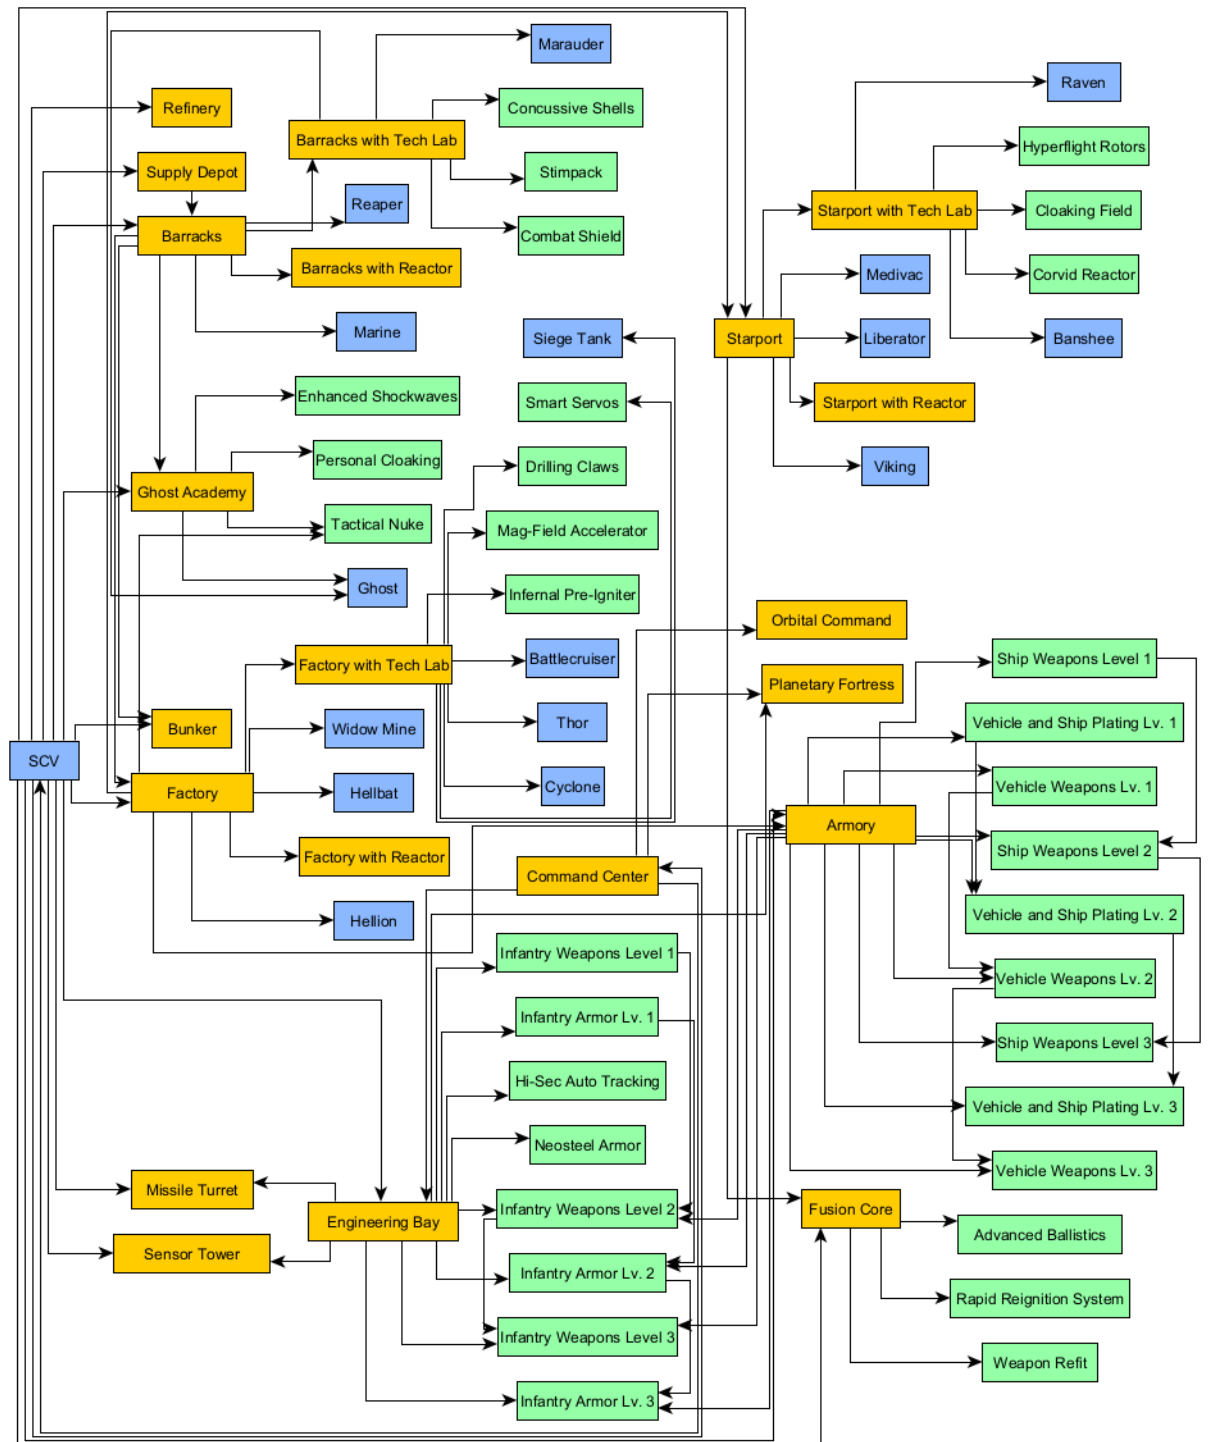 Marauder
Raven
Refinery
Concussive Shells
Barracks with Tech Lab
Hyperflight Rotors
Supply Depot
Stimpack
Reaper
Starport with Tech Lab
Cloaking Field
Barracks
Combat Shield
Barracks with Reactor
Medivac
Corvid Reactor
Marine
Siege Tank
Starport
Liberator
Banshee
Enhanced Shockwaves
Smart Servos
Starport with Reactor
Personal Cloaking
Drilling Claws
Viking
Ghost Academy
Tactical Nuke
Mag-Field Accelerator
Ghost
Infernal Pre-Igniter
Orbital Command
Factory with Tech Lab
Battlecruiser
Ship Weapons Level 1
Planetary Fortress
Bunker
Widow Mine
Thor
Vehicle and Ship Plating Lv. 1
SCV
Factory
Hellbat
Cyclone
Vehicle Weapons Lv. 1
Armory
Factory with Reactor
Ship Weapons Level 2
Command Center
Hellion
Vehicle and Ship Plating Lv. 2
Infantry Weapons Level 1
Vehicle Weapons Lv. 2
Infantry Armor Lv. 1
Ship Weapons Level 3
Hi-Sec Auto Tracking
Vehicle and Ship Plating Lv. 3
Neosteel Armor
Vehicle Weapons Lv. 3
Missile Turret
Infantry Weapons Level 2
Fusion Core
Engineering Bay
Advanced Ballistics
Sensor Tower
Infantry Armor Lv. 2
Rapid Reignition System
Infantry Weapons Level 3
Weapon Refit
Infantry Armor Lv. 3